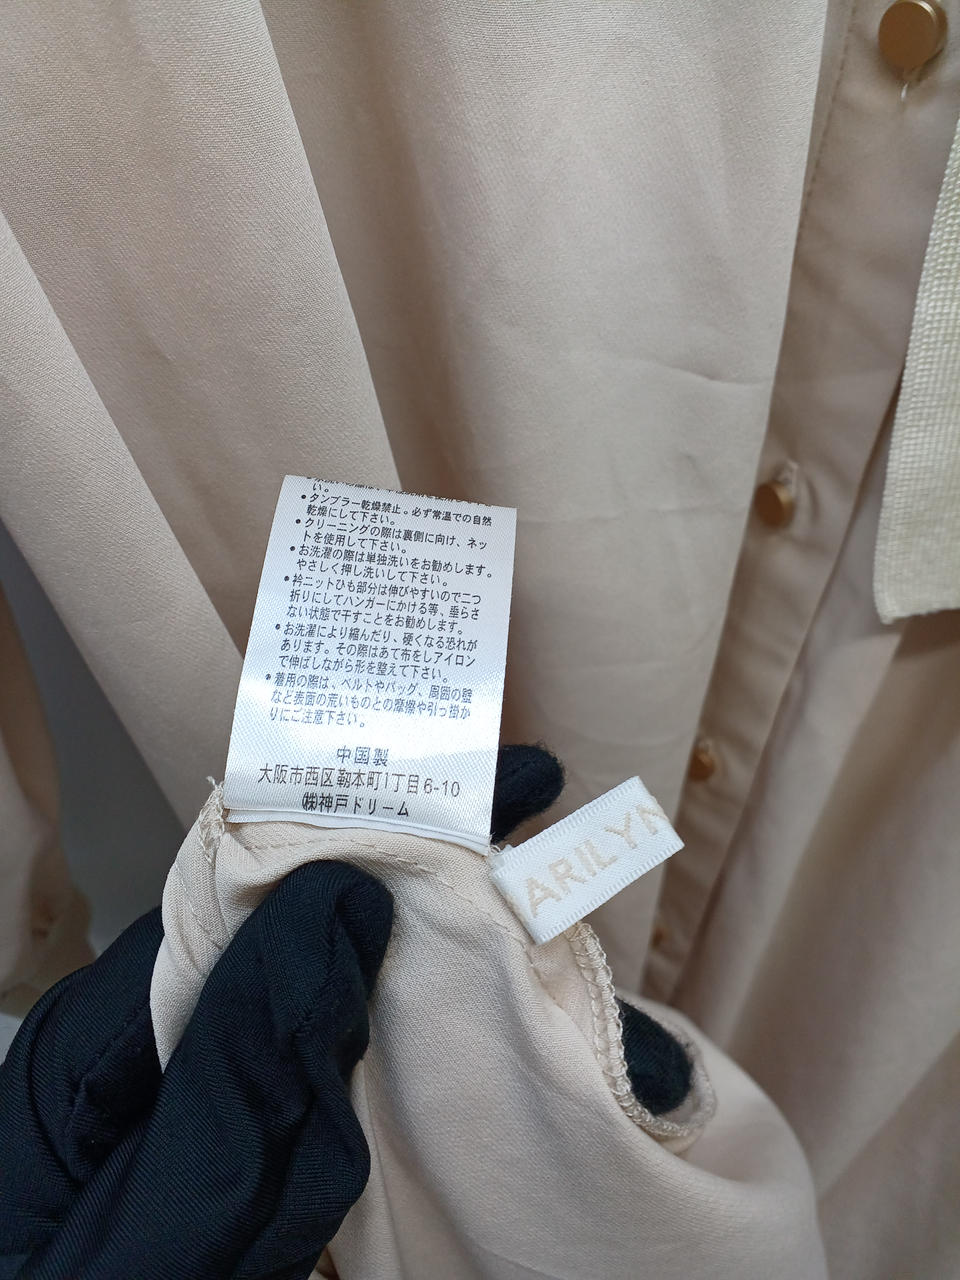 い。
•タンブラー乾燥禁止。必ず常温での自然
乾燥にして下さい。
•クリーニングの際は裏側に向け、ネッ
トを使用して下さい。
•お洗濯の際は単独洗いをお勧めします。
やさしく押し洗いして下さい。
•衿ニットひも部分は伸びやすいので二つ
折りにしてハンガーにかける等、垂らさ
ない状態で干すことをお勧めします。
•お洗濯により縮んだり、硬くなる恐れが
あります。その際はあて布をしアイロン
で伸ばしながら形を整えて下さい。
•着用の際は、ベルトやバッグ、周囲の壁
など表面の荒いものとの摩擦や引っ掛か
りにご注意下さい。
中国製
大阪市西区靭本町1丁目6-10
㈱神戸ドリーム
ARILY